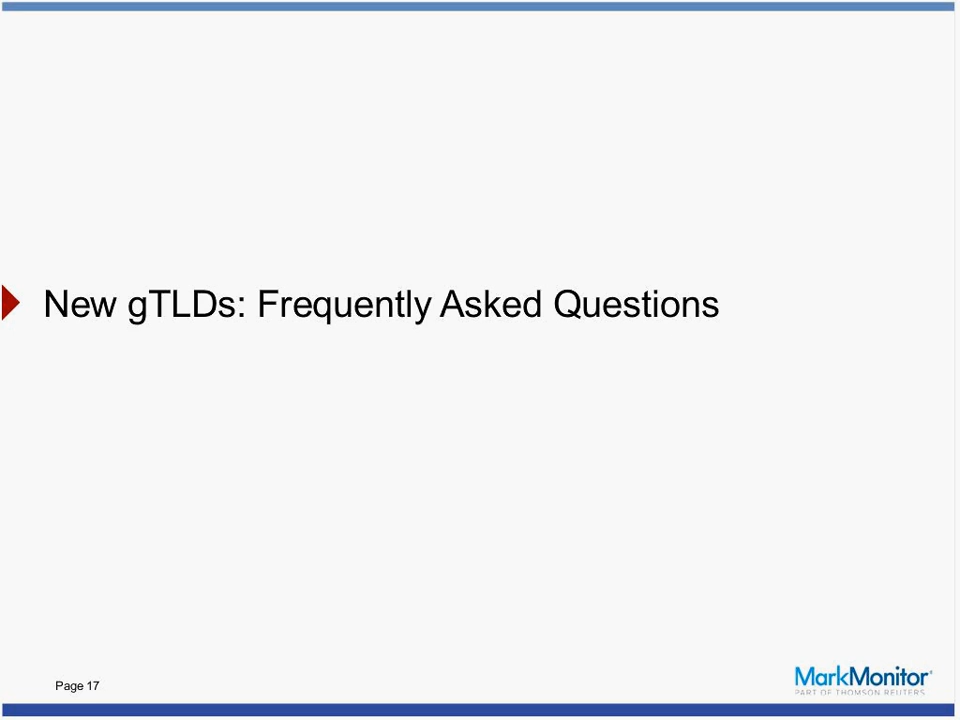 New gTLDs: Frequently Asked Questions
Page 17
MarkMonitor®
PART OF THOMSON REUTERS